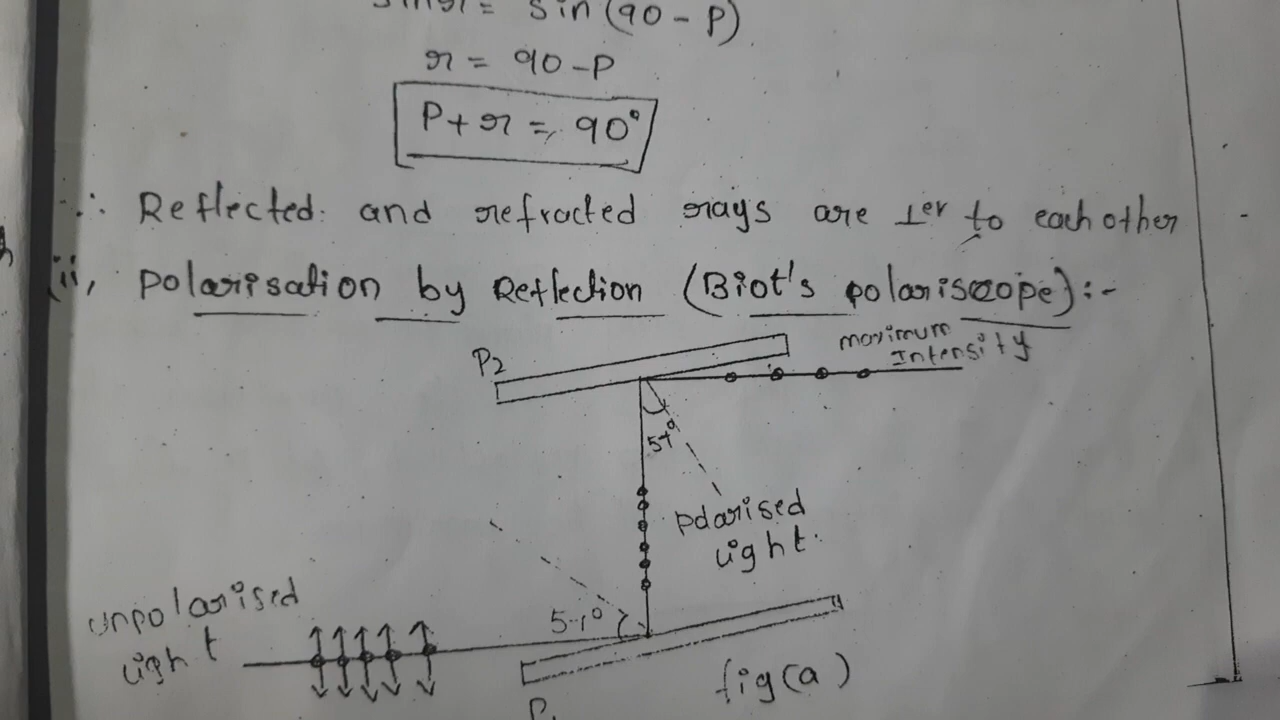 = sin (90 - P)
r = 90 - P
P + r = 90°
∴ Reflected and refracted rays are ⊥er to each other
(ii, Polarisation by Reflection (Biot's polariscope):-
P2
maximum
Intensity
57°
polarised
light.
unpolarised
light
57°
fig(a)